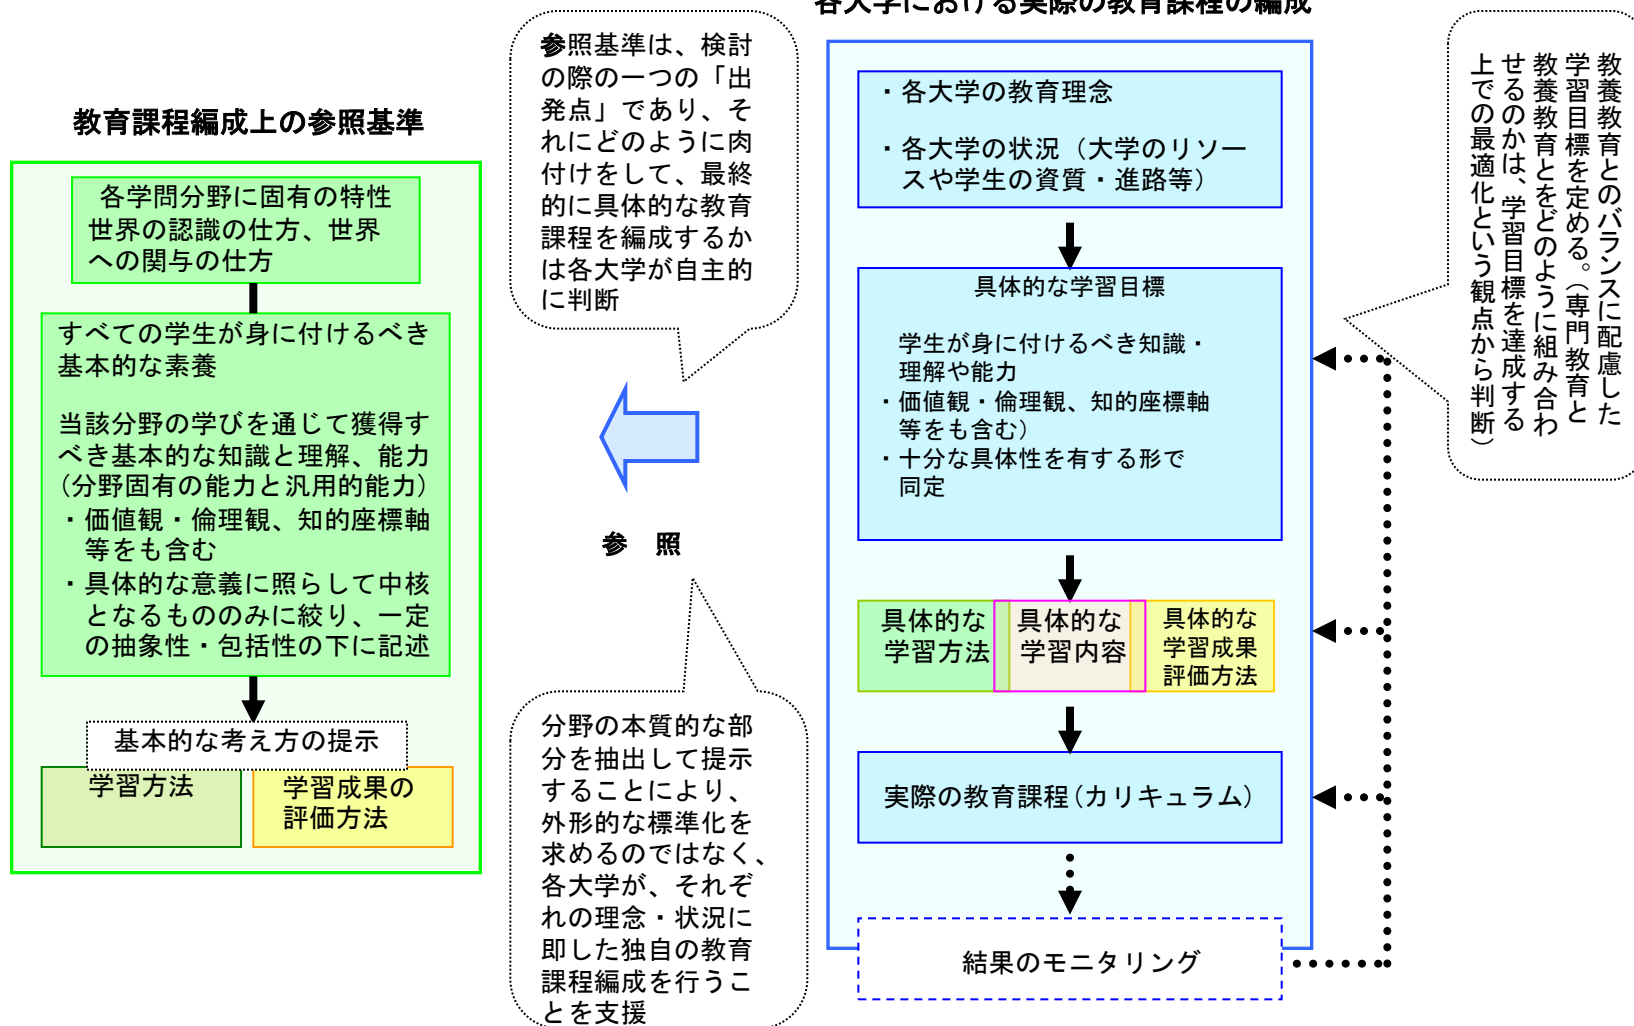 各大学における実際の教育課程の編成
教育課程編成上の参照基準
各学問分野に固有の特性
世界の認識の仕方、世界
への関与の仕方
すべての学生が身に付けるべき
基本的な素養
当該分野の学びを通じて獲得す
べき基本的な知識と理解、能力
（分野固有の能力と汎用的能力）
・価値観・倫理観、知的座標軸
等をも含む
・具体的な意義に照らして中核
となるもののみに絞り、一定
の抽象性・包括性の下に記述
基本的な考え方の提示
学習方法
学習成果の
評価方法
参照基準は、検討
の際の一つの「出
発点」であり、そ
れにどのように肉
付けをして、最終
的に具体的な教育
課程を編成するか
は各大学が自主的
に判断
参　照
分野の本質的な部
分を抽出して提示
することにより、
外形的な標準化を
求めるのではなく、
各大学が、それぞ
れの理念・状況に
即した独自の教育
課程編成を行うこ
とを支援
・各大学の教育理念
・各大学の状況（大学のリソー
スや学生の資質・進路等）
具体的な学習目標
学生が身に付けるべき知識・
理解や能力
・価値観・倫理観、知的座標軸
等をも含む）
・十分な具体性を有する形で
同定
具体的な
学習方法
具体的な
学習内容
具体的な
学習成果
評価方法
実際の教育課程（カリキュラム）
結果のモニタリング
教養教育とのバランスに配慮した
学習目標を定める。（専門教育と
教養教育とをどのように組み合わ
せるのかは、学習目標を達成する
上での最適化という観点から判断）